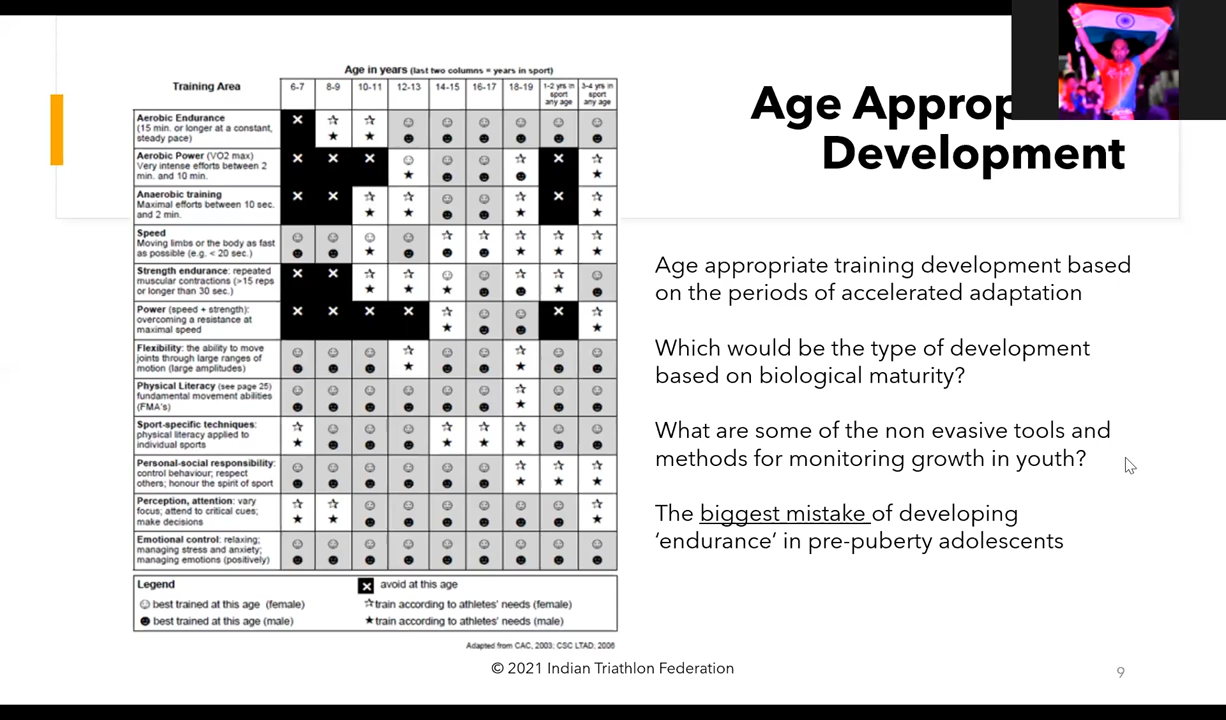 Age Approp
Development
Age in years (last two columns = years in sport)
Training Area
6-7
8-9
10-11
12-13
14-15
16-17
18-19
1-2 yrs in
sport
any age
3-4 yrs in
sport
any age
Aerobic Endurance
(15 min. or longer at a constant,
steady pace)
Aerobic Power (VO2 max)
Very intense efforts between 2
min. and 10 min.
Anaerobic training
Maximal efforts between 10 sec.
and 2 min.
Speed
Moving limbs or the body as fast
as possible (e.g. < 20 sec.)
Strength endurance: repeated
muscular contractions (>15 reps
or longer than 30 sec.)
Power (speed + strength):
overcoming a resistance at
maximal speed
Flexibility: the ability to move
joints through large ranges of
motion (large amplitudes)
Physical Literacy (see page 25)
fundamental movement abilities
(FMA's)
Sport-specific techniques:
physical literacy applied to
individual sports
Personal-social responsibility:
control behaviour; respect
others; honour the spirit of sport
Perception, attention: vary
focus; attend to critical cues;
make decisions
Emotional control: relaxing;
managing stress and anxiety;
managing emotions (positively)
Legend
avoid at this age
best trained at this age (female)
train according to athletes' needs (female)
best trained at this age (male)
train according to athletes' needs (male)
Adapted from CAC, 2003; CSC LTAD; 2006
Age appropriate training development based
on the periods of accelerated adaptation
Which would be the type of development
based on biological maturity?
What are some of the non evasive tools and
methods for monitoring growth in youth?
The biggest mistake of developing
‘endurance’ in pre-puberty adolescents
© 2021 Indian Triathlon Federation
9